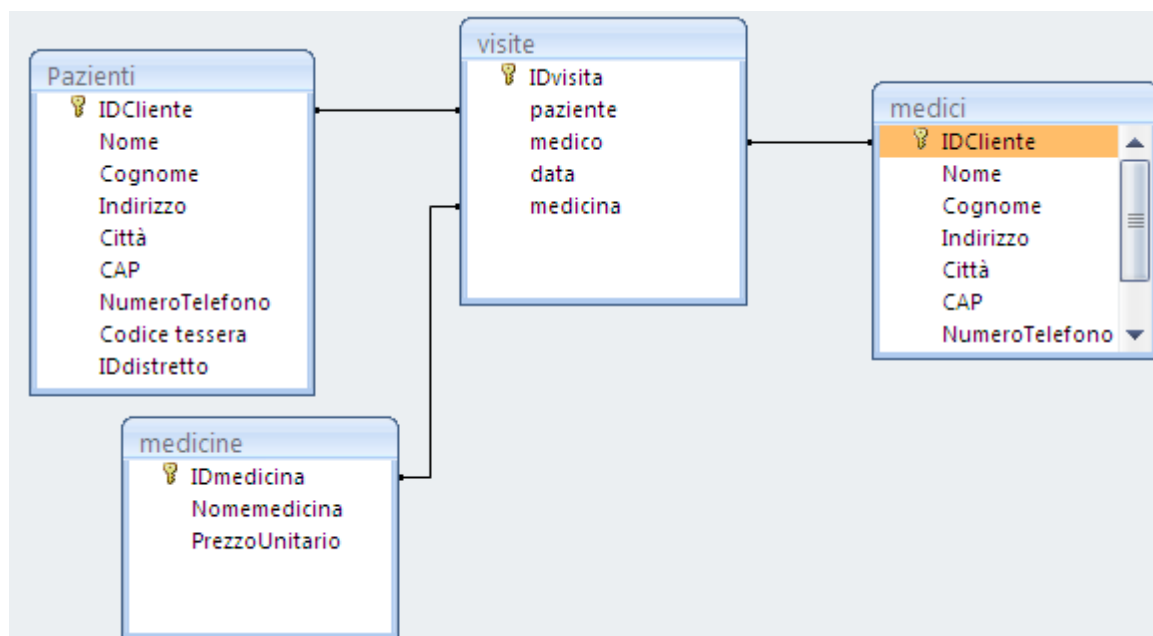 Pazienti
IDCliente
Nome
Cognome
Indirizzo
Città
CAP
NumeroTelefono
Codice tessera
IDdistretto
visite
IDvisita
paziente
medico
data
medicina
medici
IDCliente
Nome
Cognome
Indirizzo
Città
CAP
NumeroTelefono
medicine
IDmedicina
Nomemedicina
PrezzoUnitario